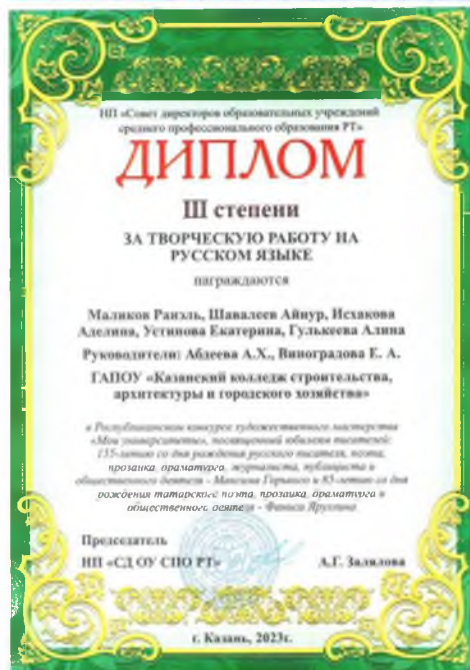 НП «Совет директоров образовательных учреждений
среднего профессионального образования РТ»
ДИПЛОМ
III степени
ЗА ТВОРЧЕСКУЮ РАБОТУ НА
РУССКОМ ЯЗЫКЕ
награждаются
Маликов Раиэль, Шавалеев Айнур, Исхакова
Аделина, Устинова Екатерина, Гулькеева Алина
Руководители: Абдеева А.Х., Виноградова Е. А.
ГАПОУ «Казанский колледж строительства,
архитектуры и городского хозяйства»
в Республиканском конкурсе художественного мастерства
«Мои университеты», посвященный юбилеям писателей:
155-летию со дня рождения русского писателя, поэта,
прозаика, драматурга, журналиста, публициста и
общественного деятеля - Максима Горького и 85-летию со дня
рождения татарского поэта, прозаика, драматурга и
общественного деятеля - Фаниса Яруллина
Председатель
НП «СД ОУ СПО РТ»
А.Г. Залялова
г. Казань, 2023г.